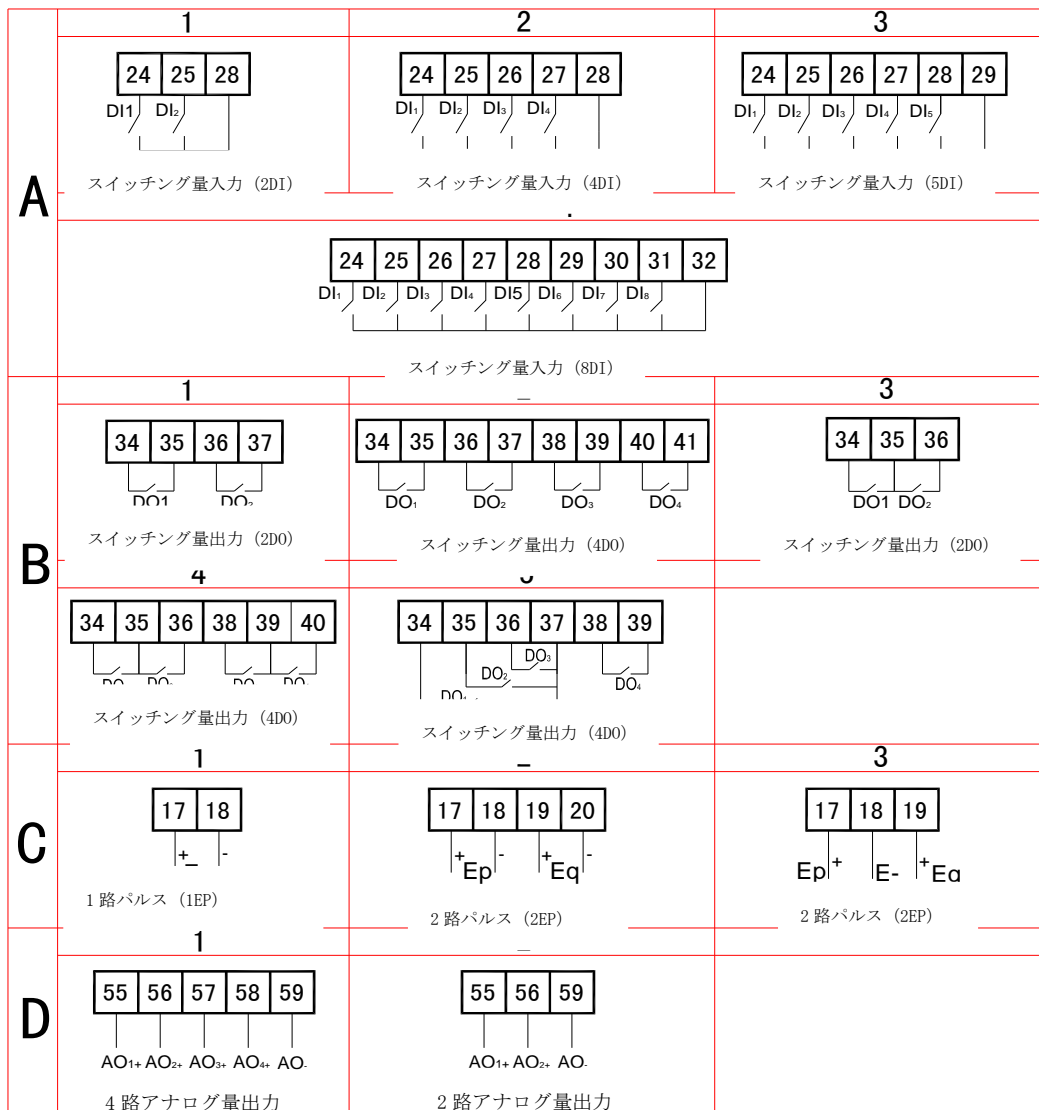 1 2 3
A
24 25 28
DI1 DI₂
スイッチング量入力 (2DI)
24 25 26 27 28
DI₁ DI₂ DI₃ DI₄
スイッチング量入力 (4DI)
24 25 26 27 28 29
DI₁ DI₂ DI₃ DI₄ DI₅
スイッチング量入力 (5DI)
24 25 26 27 28 29 30 31 32
DI₁ DI₂ DI₃ DI₄ DI5 DI₆ DI₇ DI₈
スイッチング量入力 (8DI)
1 3
B
34 35 36 37
DO1 DO₂
スイッチング量出力 (2DO)
34 35 36 37 38 39 40 41
DO₁ DO₂ DO₃ DO₄
スイッチング量出力 (4DO)
34 35 36
DO1 DO₂
スイッチング量出力 (2DO)
4
34 35 36 38 39 40
スイッチング量出力 (4DO)
34 35 36 37 38 39
DO₃
DO₂ DO₄
DO₁
スイッチング量出力 (4DO)
1 3
C
17 18
+ -
1路パルス (1EP)
17 18 19 20
+ - + -
Ep Eq
2路パルス (2EP)
17 18 19
Ep + E- + Eq
2路パルス (2EP)
1
D
55 56 57 58 59
AO₁₊ AO₂₊ AO₃₊ AO₄₊ AO₋
4路アナログ量出力
55 56 59
AO₁₊ AO₂₊ AO₋
2路アナログ量出力